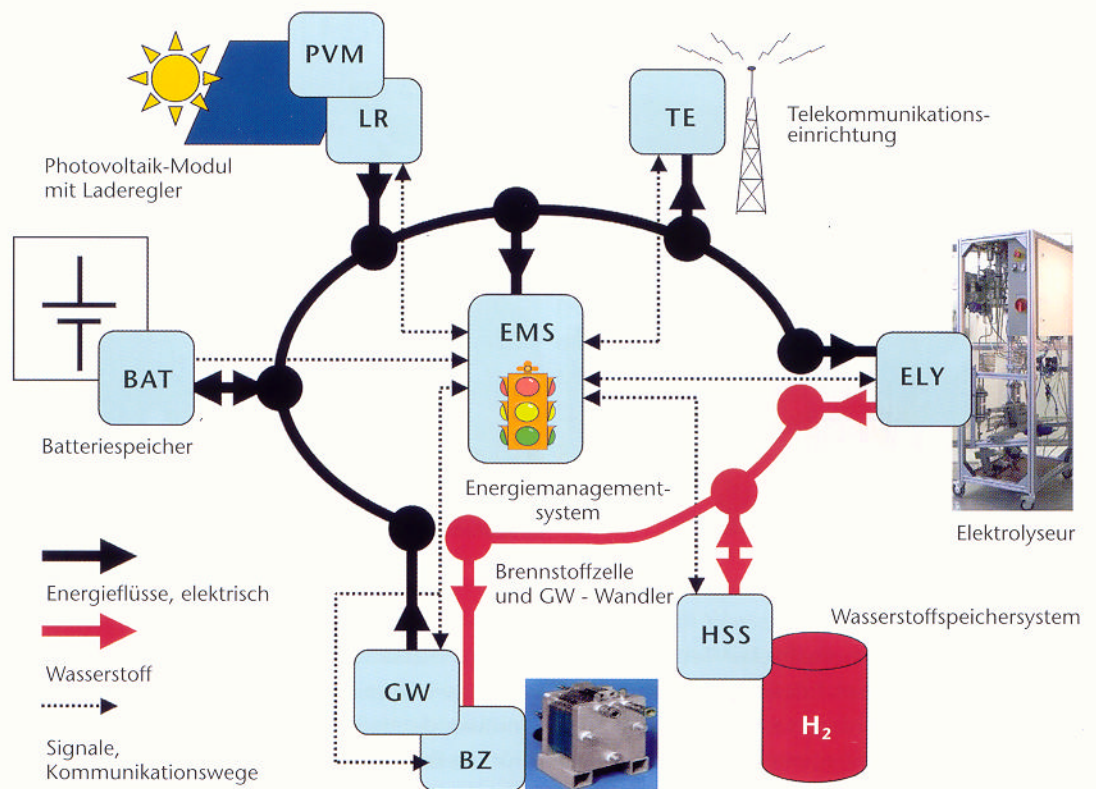 PVM
LR
Photovoltaik-Modul
mit Laderegler
TE
Telekommunikations-
einrichtung
BAT
Batteriespeicher
EMS
Energiemanagement-
system
ELY
Elektrolyseur
Energieflüsse, elektrisch
Wasserstoff
Signale,
Kommunikationswege
Brennstoffzelle
und GW - Wandler
GW
BZ
HSS
Wasserstoffspeichersystem
H₂